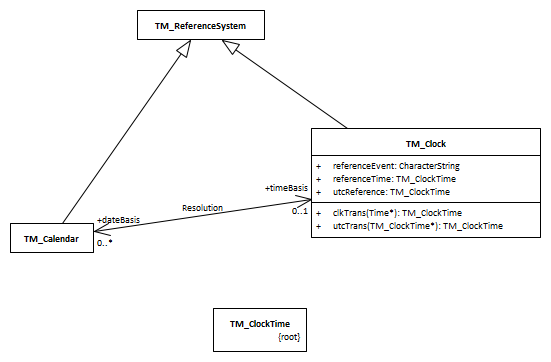 TM_ReferenceSystem
TM_Clock
+ referenceEvent: CharacterString
+ referenceTime: TM_ClockTime
+ utcReference: TM_ClockTime
+ clkTrans(Time*): TM_ClockTime
+ utcTrans(TM_ClockTime*): TM_ClockTime
+timeBasis
0..1
Resolution
+dateBasis
0..*
TM_Calendar
TM_ClockTime
{root}